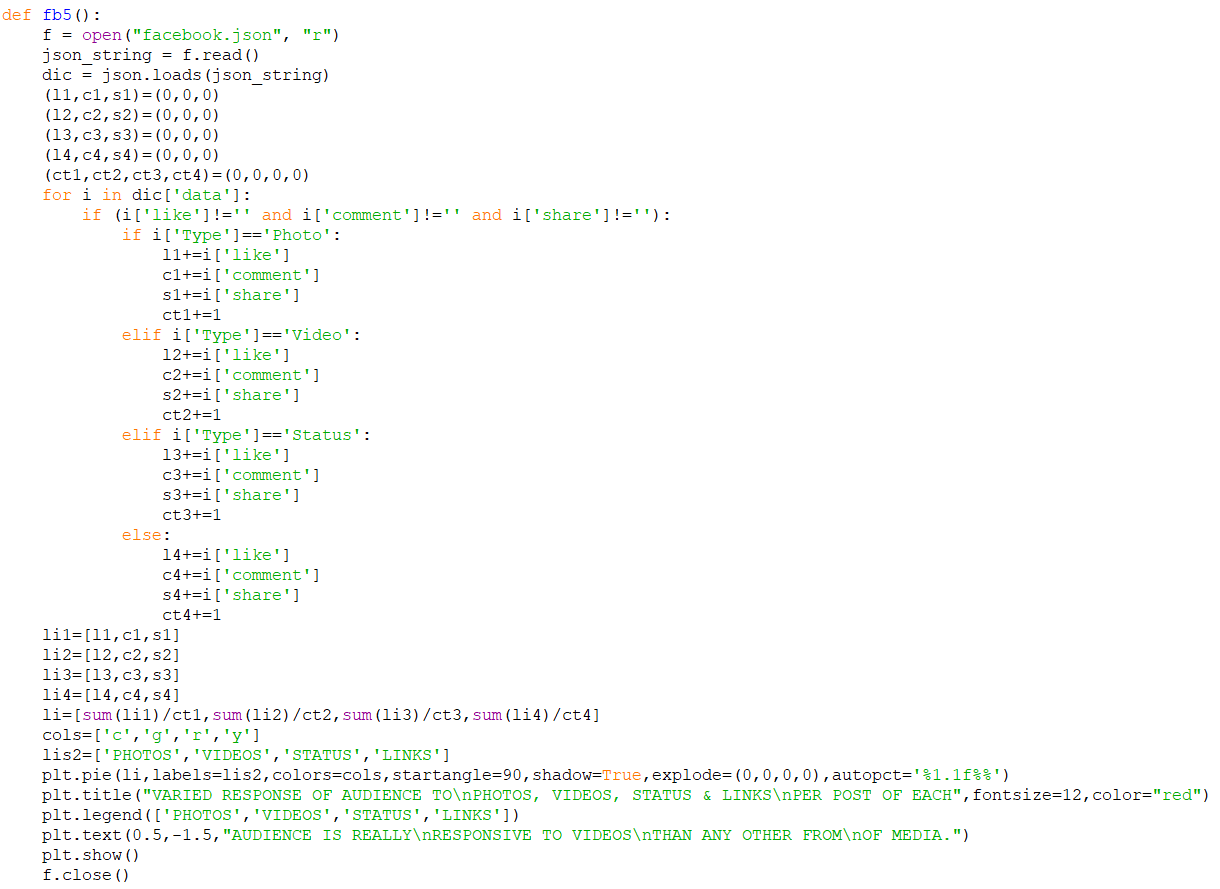 def fb5():
    f = open("facebook.json", "r")
    json_string = f.read()
    dic = json.loads(json_string)
    (l1,c1,s1)=(0,0,0)
    (l2,c2,s2)=(0,0,0)
    (l3,c3,s3)=(0,0,0)
    (l4,c4,s4)=(0,0,0)
    (ct1,ct2,ct3,ct4)=(0,0,0,0)
    for i in dic['data']:
        if (i['like']!='' and i['comment']!='' and i['share']!=''):
            if i['Type']=='Photo':
                l1+=i['like']
                c1+=i['comment']
                s1+=i['share']
                ct1+=1
            elif i['Type']=='Video':
                l2+=i['like']
                c2+=i['comment']
                s2+=i['share']
                ct2+=1
            elif i['Type']=='Status':
                l3+=i['like']
                c3+=i['comment']
                s3+=i['share']
                ct3+=1
            else:
                l4+=i['like']
                c4+=i['comment']
                s4+=i['share']
                ct4+=1
    li1=[l1,c1,s1]
    li2=[l2,c2,s2]
    li3=[l3,c3,s3]
    li4=[l4,c4,s4]
    li=[sum(li1)/ct1,sum(li2)/ct2,sum(li3)/ct3,sum(li4)/ct4]
    cols=['c','g','r','y']
    lis2=['PHOTOS','VIDEOS','STATUS','LINKS']
    plt.pie(li,labels=lis2,colors=cols,startangle=90,shadow=True,explode=(0,0,0,0),autopct='%1.1f%%')
    plt.title("VARIED RESPONSE OF AUDIENCE TO\nPHOTOS, VIDEOS, STATUS & LINKS\nPER POST OF EACH",fontsize=12,color="red")
    plt.legend(['PHOTOS','VIDEOS','STATUS','LINKS'])
    plt.text(0.5,-1.5,"AUDIENCE IS REALLY\nRESPONSIVE TO VIDEOS\nTHAN ANY OTHER FROM\nOF MEDIA.")
    plt.show()
    f.close()